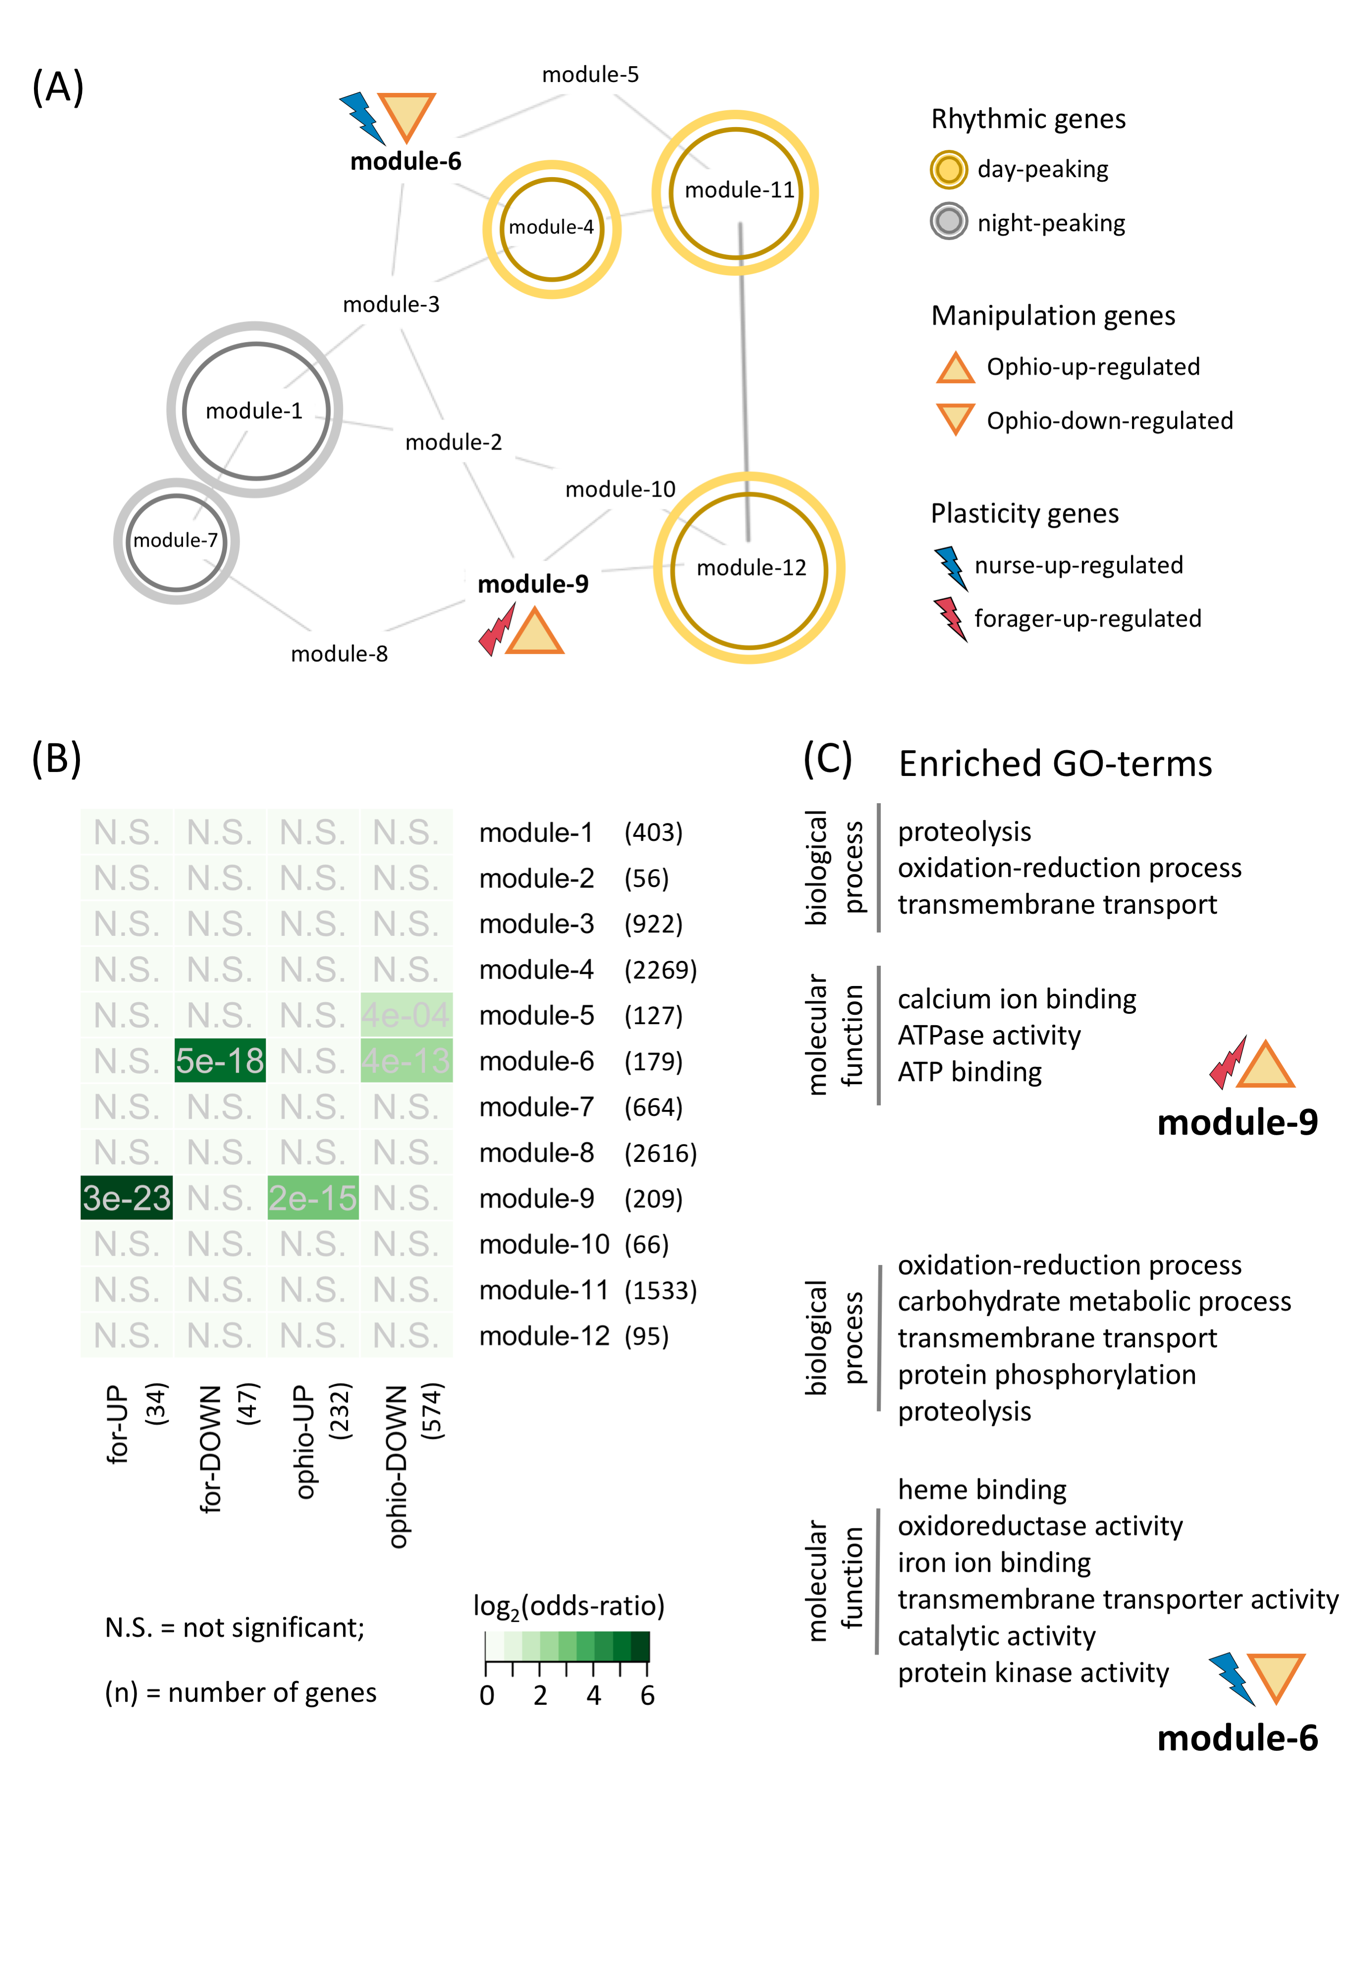 (A)
module-5
module-6
module-11
module-4
module-3
module-1
module-2
module-10
module-7
module-12
module-9
module-8
Rhythmic genes
day-peaking
night-peaking
Manipulation genes
Ophio-up-regulated
Ophio-down-regulated
Plasticity genes
nurse-up-regulated
forager-up-regulated
(B)
N.S. N.S. N.S. N.S. module-1 (403)
N.S. N.S. N.S. N.S. module-2 (56)
N.S. N.S. N.S. N.S. module-3 (922)
N.S. N.S. N.S. N.S. module-4 (2269)
N.S. N.S. N.S. 4e-04 module-5 (127)
N.S. 5e-18 N.S. 4e-13 module-6 (179)
N.S. N.S. N.S. N.S. module-7 (664)
N.S. N.S. N.S. N.S. module-8 (2616)
3e-23 N.S. 2e-15 N.S. module-9 (209)
N.S. N.S. N.S. N.S. module-10 (66)
N.S. N.S. N.S. N.S. module-11 (1533)
N.S. N.S. N.S. N.S. module-12 (95)
for-UP
(34)
for-DOWN
(47)
ophio-UP
(232)
ophio-DOWN
(574)
N.S. = not significant;
(n) = number of genes
log2(odds-ratio)
0 2 4 6
(C)
Enriched GO-terms
biological
process
proteolysis
oxidation-reduction process
transmembrane transport
molecular
function
calcium ion binding
ATPase activity
ATP binding
module-9
biological
process
oxidation-reduction process
carbohydrate metabolic process
transmembrane transport
protein phosphorylation
proteolysis
molecular
function
heme binding
oxidoreductase activity
iron ion binding
transmembrane transporter activity
catalytic activity
protein kinase activity
module-6